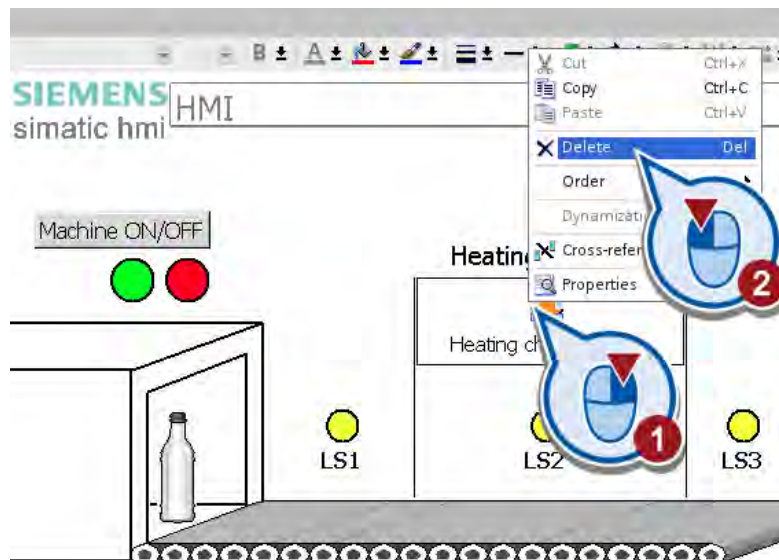 B A
SIEMENS
simatic hmi
HMI
Cut Ctrl+X
Copy Ctrl+C
Paste Ctrl+V
Delete Del
Order
Cross-refer
Properties
2
Machine ON/OFF
Heating
Heating ch
1
LS1
LS2
LS3